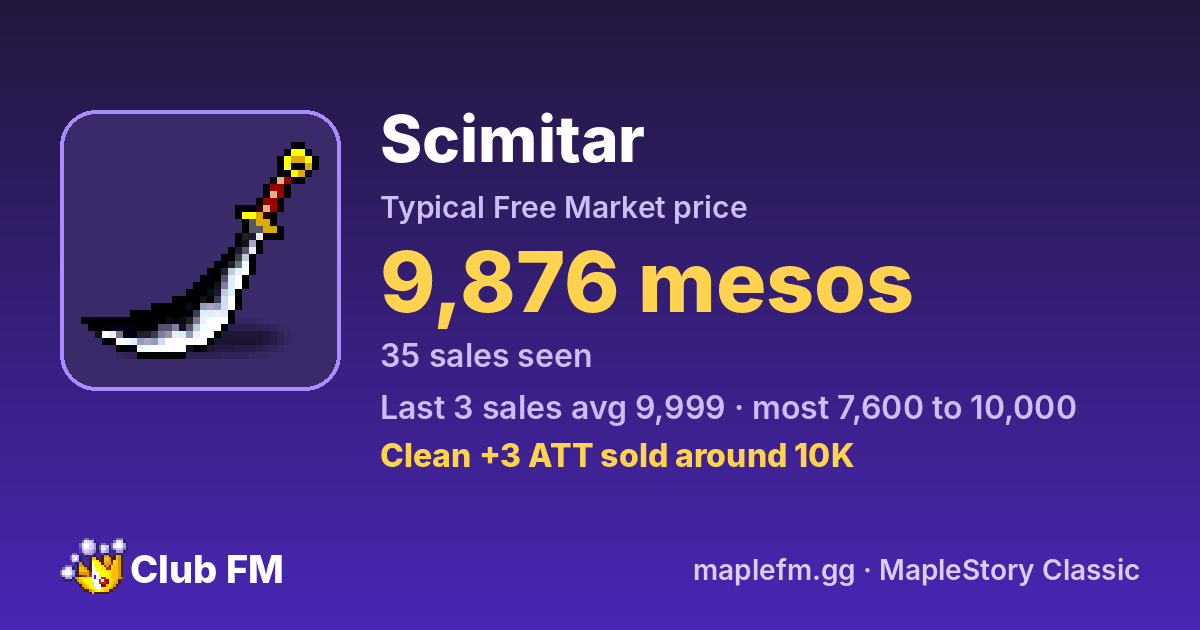 Scimitar
Typical Free Market price
9,876 mesos
35 sales seen
Last 3 sales avg 9,999 · most 7,600 to 10,000
Clean +3 ATT sold around 10K
Club FM
maplefm.gg · MapleStory Classic